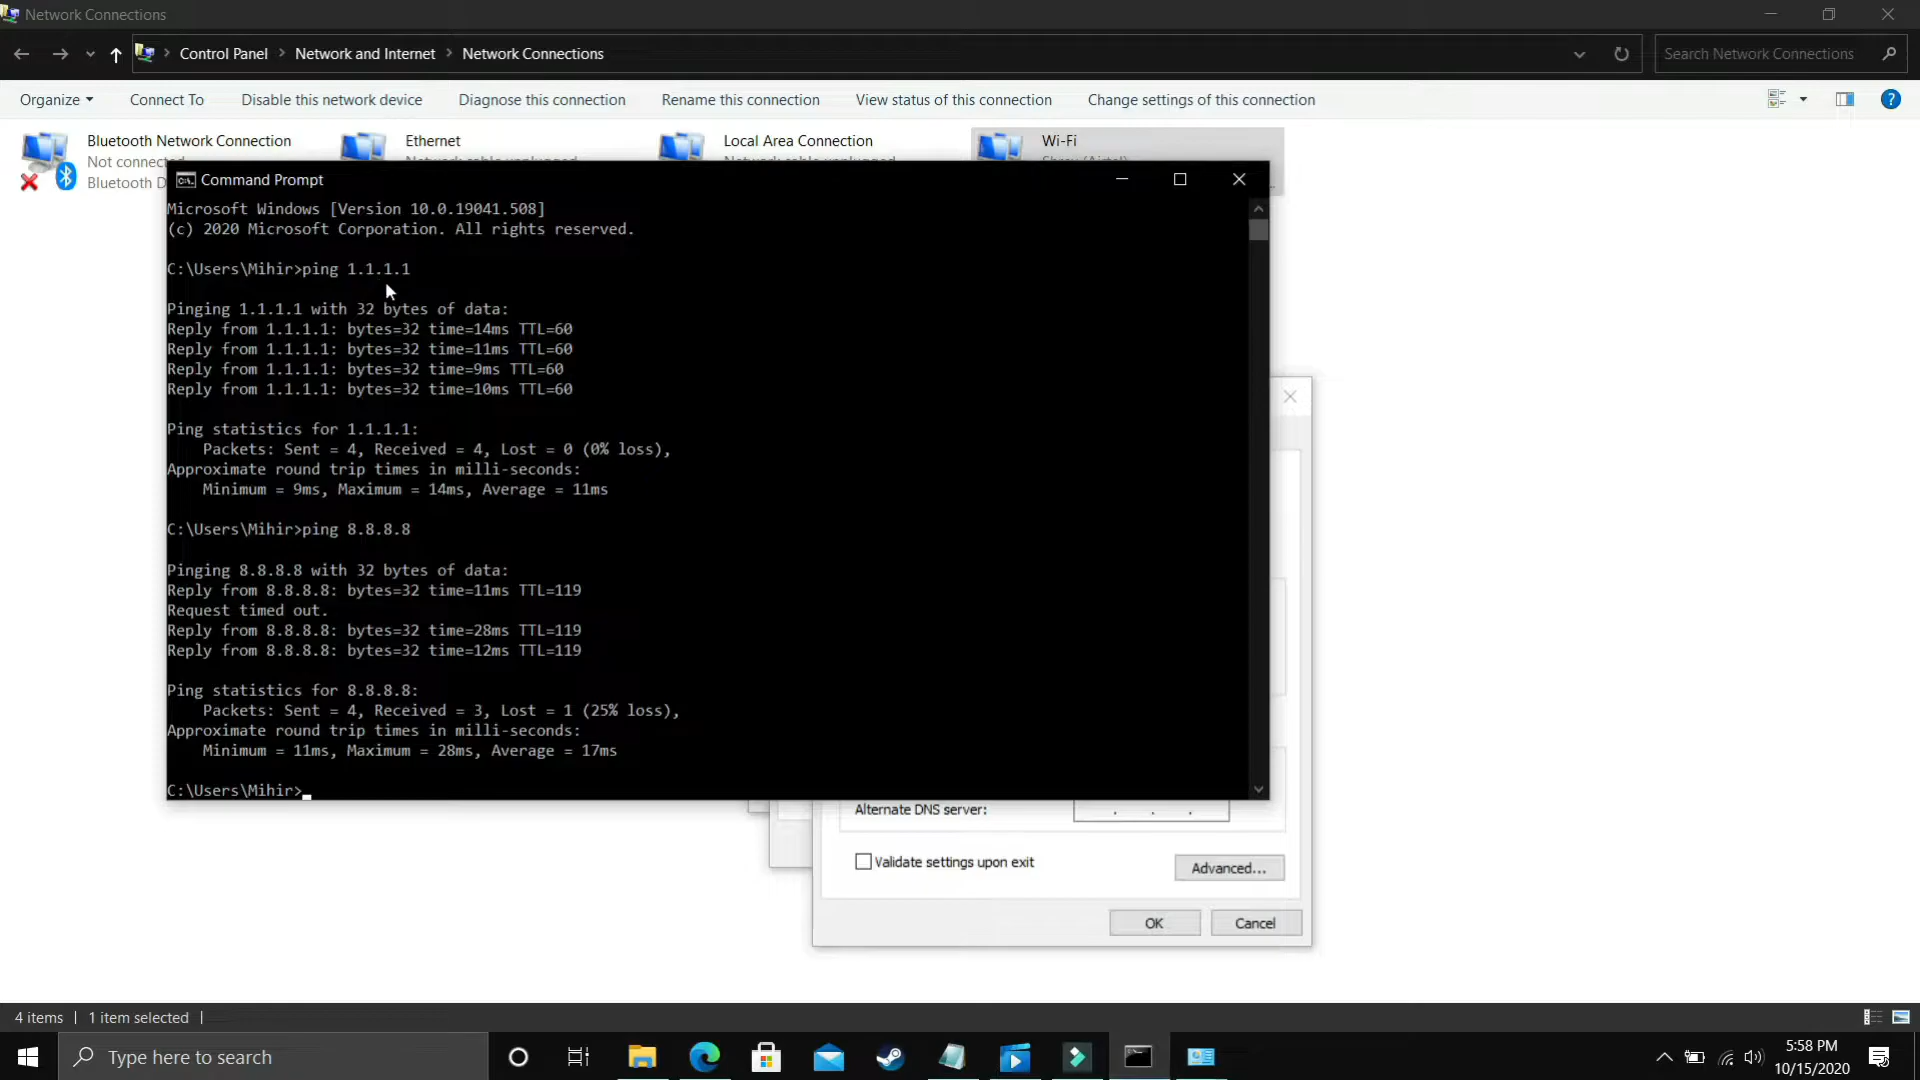 Network Connections
Control Panel > Network and Internet > Network Connections
Search Network Connections
Organize
Connect To
Disable this network device
Diagnose this connection
Rename this connection
View status of this connection
Change settings of this connection
Bluetooth Network Connection
Not connected
Bluetooth D
Ethernet
Local Area Connection
Wi-Fi
Command Prompt
Microsoft Windows [Version 10.0.19041.508]
(c) 2020 Microsoft Corporation. All rights reserved.
C:\Users\Mihir>ping 1.1.1.1
Pinging 1.1.1.1 with 32 bytes of data:
Reply from 1.1.1.1: bytes=32 time=14ms TTL=60
Reply from 1.1.1.1: bytes=32 time=11ms TTL=60
Reply from 1.1.1.1: bytes=32 time=9ms TTL=60
Reply from 1.1.1.1: bytes=32 time=10ms TTL=60
Ping statistics for 1.1.1.1:
Packets: Sent = 4, Received = 4, Lost = 0 (0% loss),
Approximate round trip times in milli-seconds:
Minimum = 9ms, Maximum = 14ms, Average = 11ms
C:\Users\Mihir>ping 8.8.8.8
Pinging 8.8.8.8 with 32 bytes of data:
Reply from 8.8.8.8: bytes=32 time=11ms TTL=119
Request timed out.
Reply from 8.8.8.8: bytes=32 time=28ms TTL=119
Reply from 8.8.8.8: bytes=32 time=12ms TTL=119
Ping statistics for 8.8.8.8:
Packets: Sent = 4, Received = 3, Lost = 1 (25% loss),
Approximate round trip times in milli-seconds:
Minimum = 11ms, Maximum = 28ms, Average = 17ms
C:\Users\Mihir>
Alternate DNS server:
Validate settings upon exit
Advanced...
OK
Cancel
4 items
1 item selected
Type here to search
5:58 PM
10/15/2020